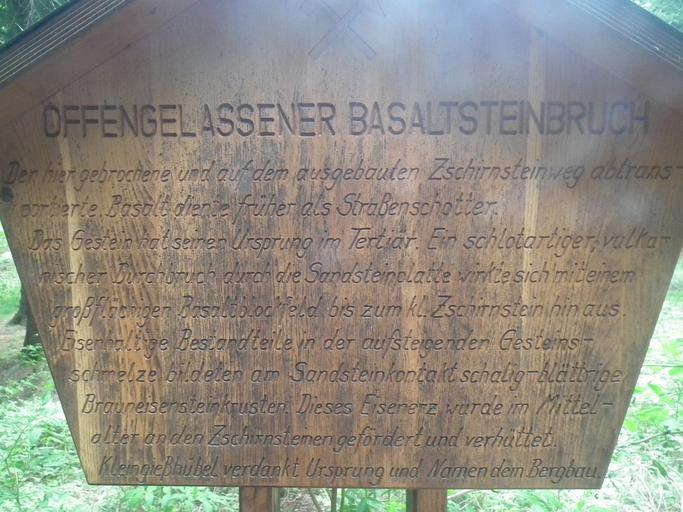 OFFENGELASSENER BASALTSTEINBRUCH
Der hier gebrochene und auf dem ausgebauten Zschirnsteinweg abtrans-
portierte Basalt diente früher als Straßenschotter.
Das Gestein hat seinen Ursprung im Tertiär. Ein schlotartiger, vulka-
nischer Durchbruch durch die Sandsteinplatte wirkte sich mit einem
großflächigen Basaltblockfeld bis zum kl. Zschirnstein hin aus.
Eisenhaltige Bestandteile in der aufsteigenden Gesteins-
schmelze bildeten am Sandsteinkontakt schalig-blättrige
Brauneisensteinkrusten. Dieses Eisenerz wurde im Mittel-
alter an den Zschirnsteinen gefördert und verhüttet.
Kleingießhübel verdankt Ursprung und Namen dem Bergbau.